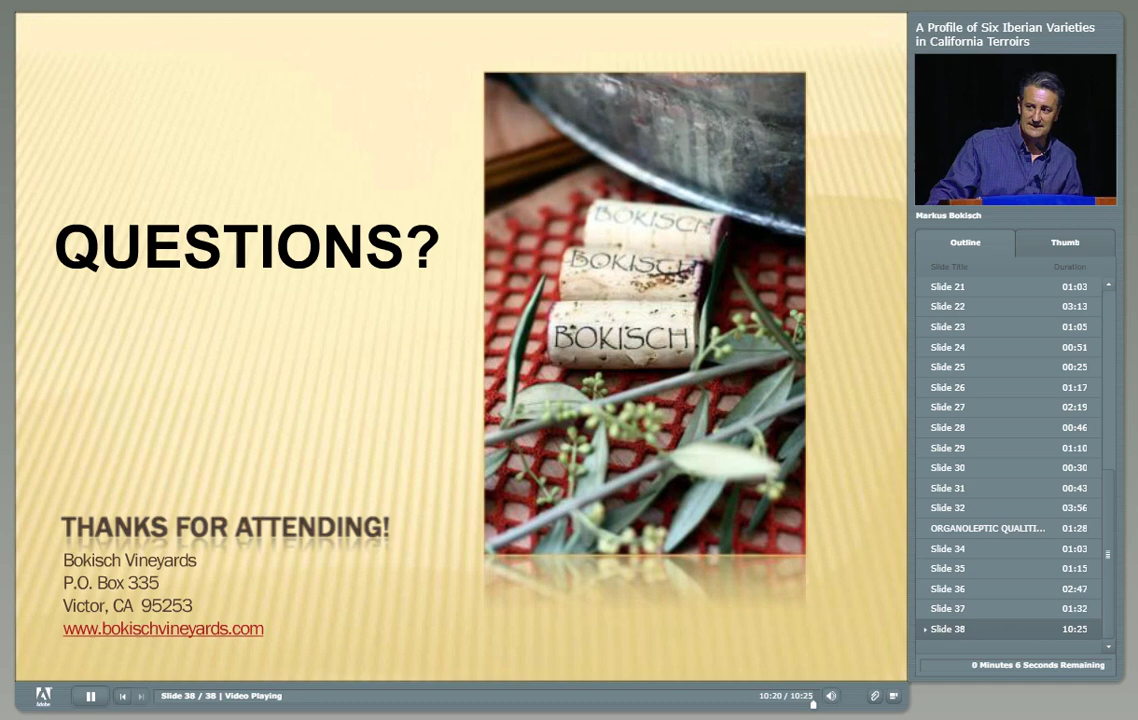 QUESTIONS?
BOKISCH
BOKISCH
BOKISCH
THANKS FOR ATTENDING!
Bokisch Vineyards
P.O. Box 335
Victor, CA 95253
www.bokischvineyards.com
A Profile of Six Iberian Varieties
in California Terroirs
Markus Bokisch
Outline Thumb
Slide Title Duration
Slide 21 01:03
Slide 22 03:13
Slide 23 01:05
Slide 24 00:51
Slide 25 00:25
Slide 26 01:17
Slide 27 02:19
Slide 28 00:46
Slide 29 01:10
Slide 30 00:30
Slide 31 00:43
Slide 32 03:56
ORGANOLEPTIC QUALITI... 01:28
Slide 34 01:03
Slide 35 01:15
Slide 36 02:47
Slide 37 01:32
Slide 38 10:25
0 Minutes 6 Seconds Remaining
Adobe
Slide 38 / 38 | Video Playing
10:20 / 10:25